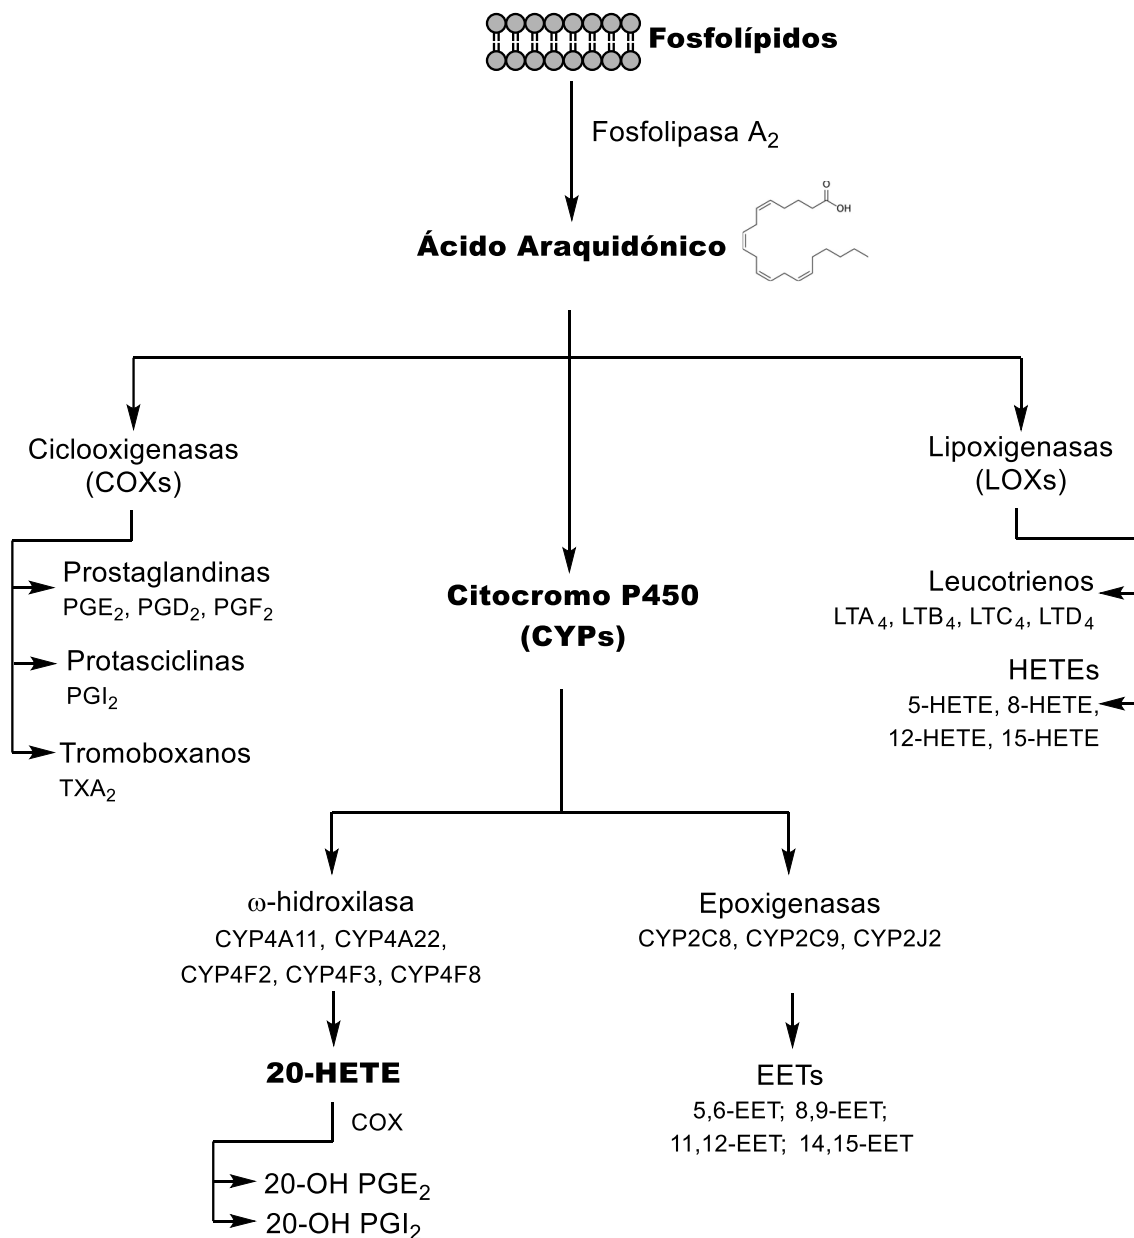 Fosfolípidos
Fosfolipasa A2
O
OH
Ácido Araquidónico
Ciclooxigenasas
(COXs)
Prostaglandinas
PGE2, PGD2, PGF2
Protasciclinas
PGI2
Tromoboxanos
TXA2
Citocromo P450
(CYPs)
Lipoxigenasas
(LOXs)
Leucotrienos
LTA4, LTB4, LTC4, LTD4
HETEs
5-HETE, 8-HETE,
12-HETE, 15-HETE
ω-hidroxilasa
CYP4A11, CYP4A22,
CYP4F2, CYP4F3, CYP4F8
20-HETE
COX
20-OH PGE2
20-OH PGI2
Epoxigenasas
CYP2C8, CYP2C9, CYP2J2
EETs
5,6-EET; 8,9-EET;
11,12-EET; 14,15-EET